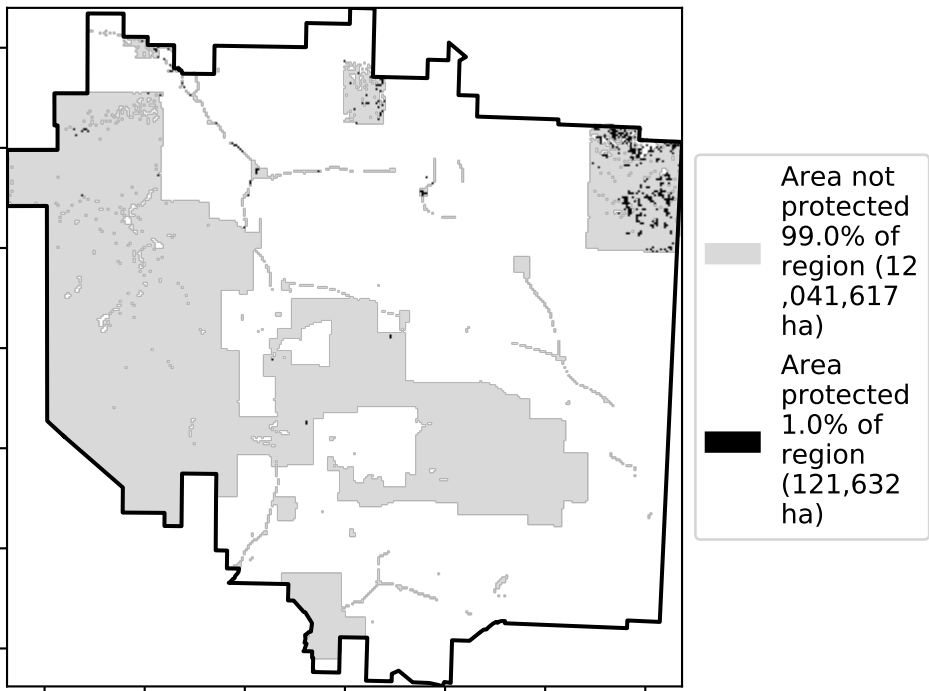 Area not
protected
99.0% of
region (12
,041,617
ha)
Area
protected
1.0% of
region
(121,632
ha)